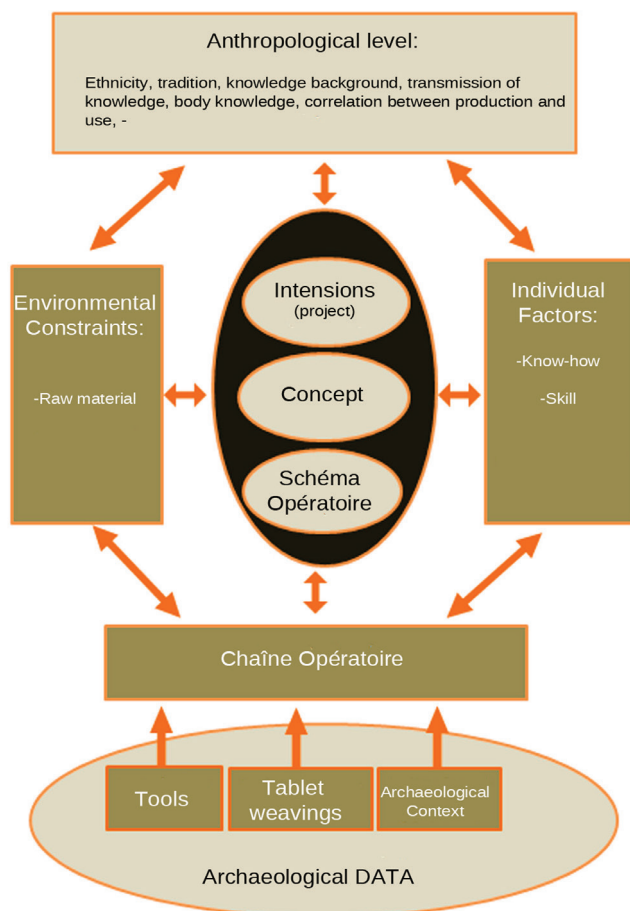 Anthropological level:
Ethnicity, tradition, knowledge background, transmission of
knowledge, body knowledge, correlation between production and
use, -
Environmental
Constraints:
-Raw material
Intensions
(project)
Concept
Schéma
Opératoire
Individual
Factors:
-Know-how
-Skill
Chaîne Opératoire
Tools
Tablet
weavings
Archaeological
Context
Archaeological DATA